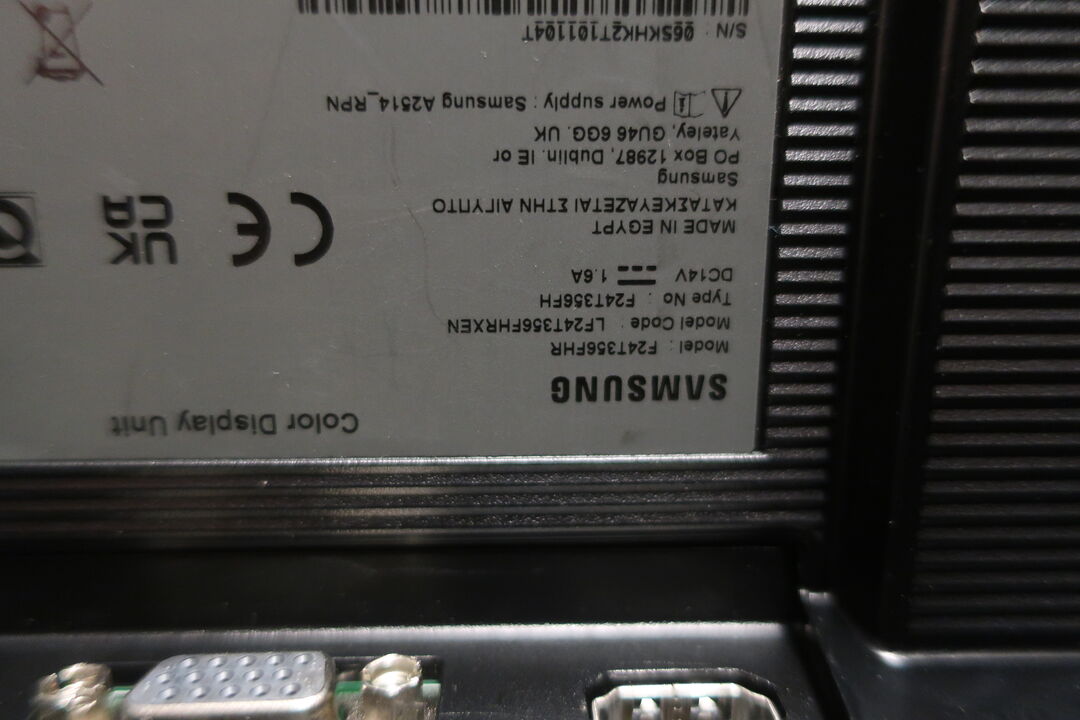 Color Display Unit
SAMSUNG
Model : F24T356FHR
Model Code : LF24T356FHRXEN
Type No : F24T356FH
DC14V 1.6A
MADE IN EGYPT
ΚΑΤΑΣΚΕΥΑΖΕΤΑΙ ΣΤΗΝ ΑΙΓΥΠΤΟ
Samsung
PO Box 12987, Dublin. IE or
Yateley, GU46 6GG. UK
Power supply : Samsung A2514_RPN
S/N : 06SKHK2T101104T
CE
UK
CA